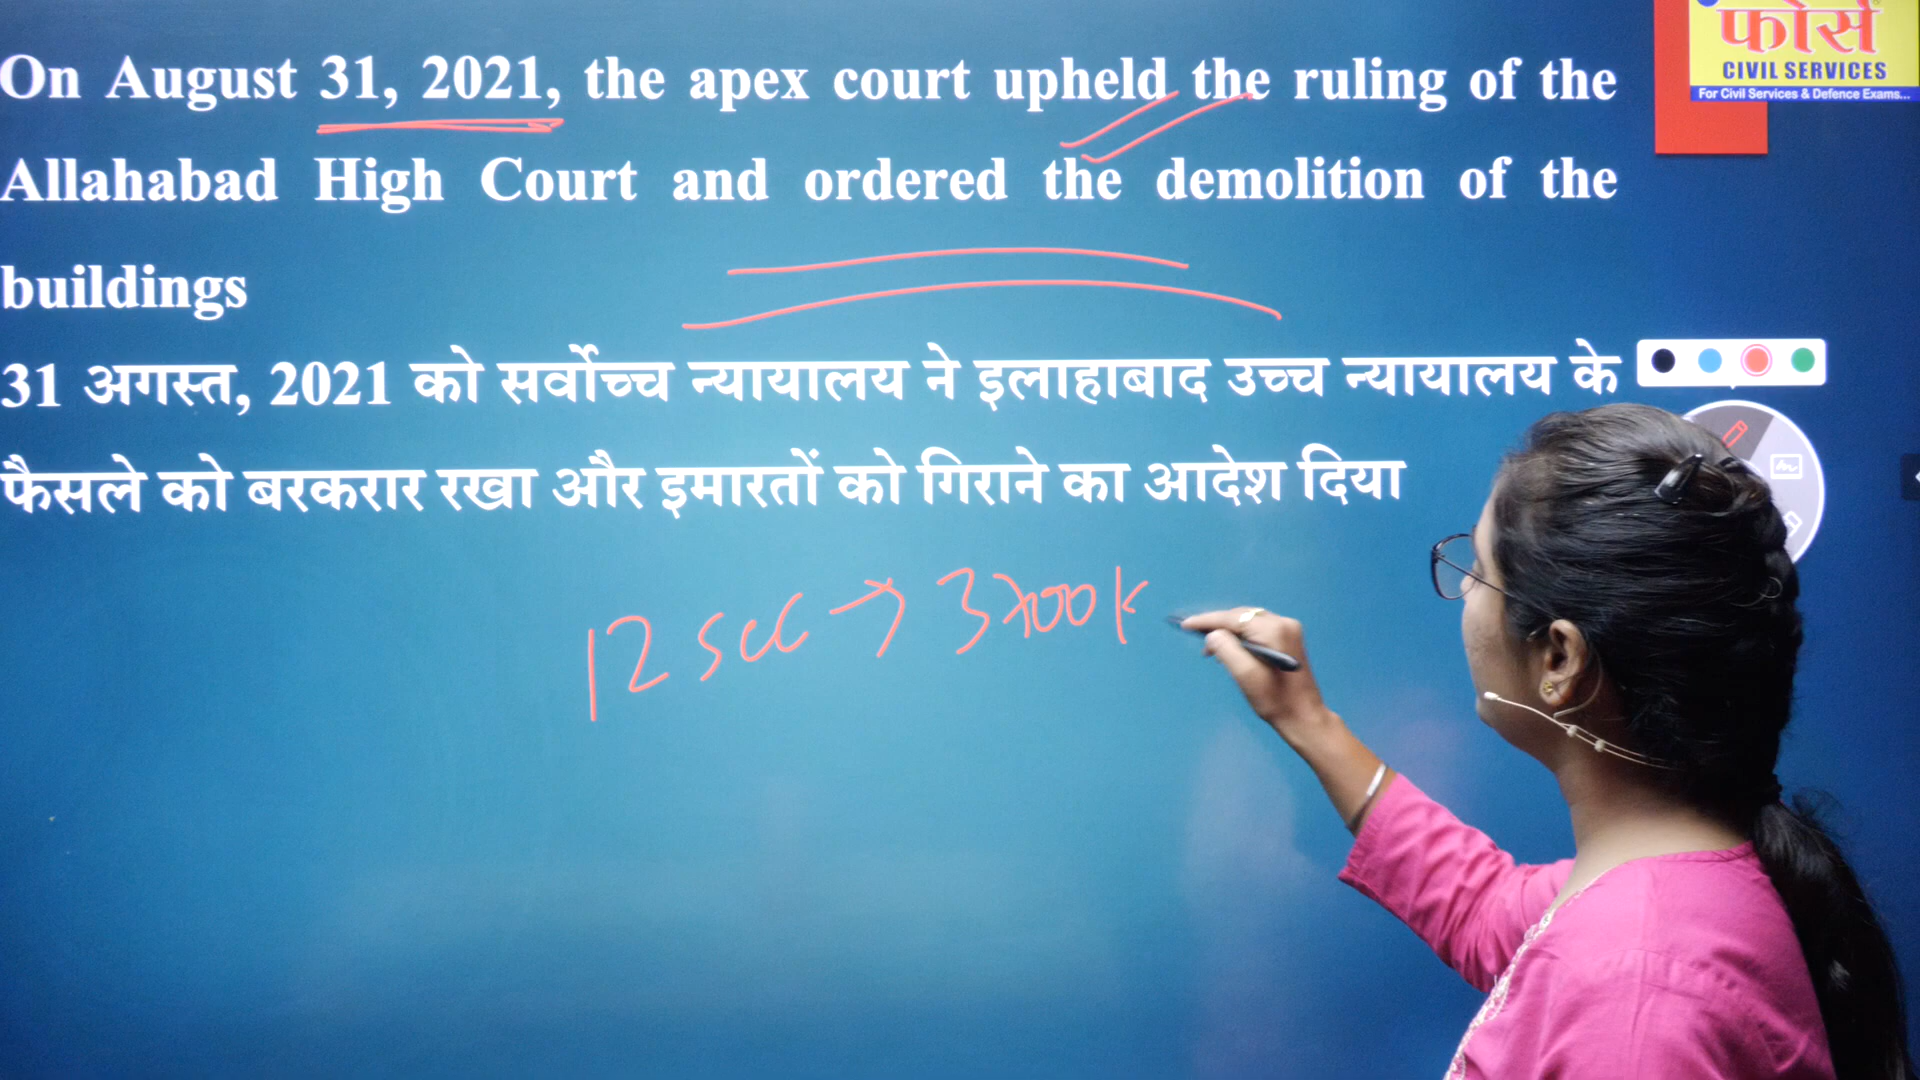 फोर्स
CIVIL SERVICES
For Civil Services & Defence Exams...
On August 31, 2021, the apex court upheld the ruling of the
Allahabad High Court and ordered the demolition of the
buildings
31 अगस्त, 2021 को सर्वोच्च न्यायालय ने इलाहाबाद उच्च न्यायालय के
फैसले को बरकरार रखा और इमारतों को गिराने का आदेश दिया
12 sec → 3700 k